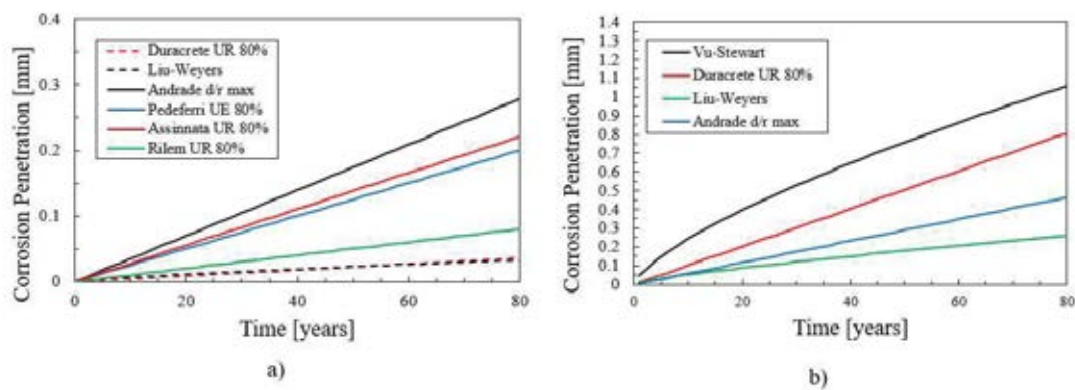 0.4
0.3
0.2
0.1
0
0
20
40
60
80
Corrosion Penetration [mm]
Time [years]
Duracrete UR 80%
Liu-Weyers
Andrade d/r max
Pedeferri UE 80%
Assinnata UR 80%
Rilem UR 80%
a)
1.4
1.3
1.2
1.1
1
0.9
0.8
0.7
0.6
0.5
0.4
0.3
0.2
0.1
0
0
20
40
60
80
Corrosion Penetration [mm]
Time [years]
Vu-Stewart
Duracrete UR 80%
Liu-Weyers
Andrade d/r max
b)